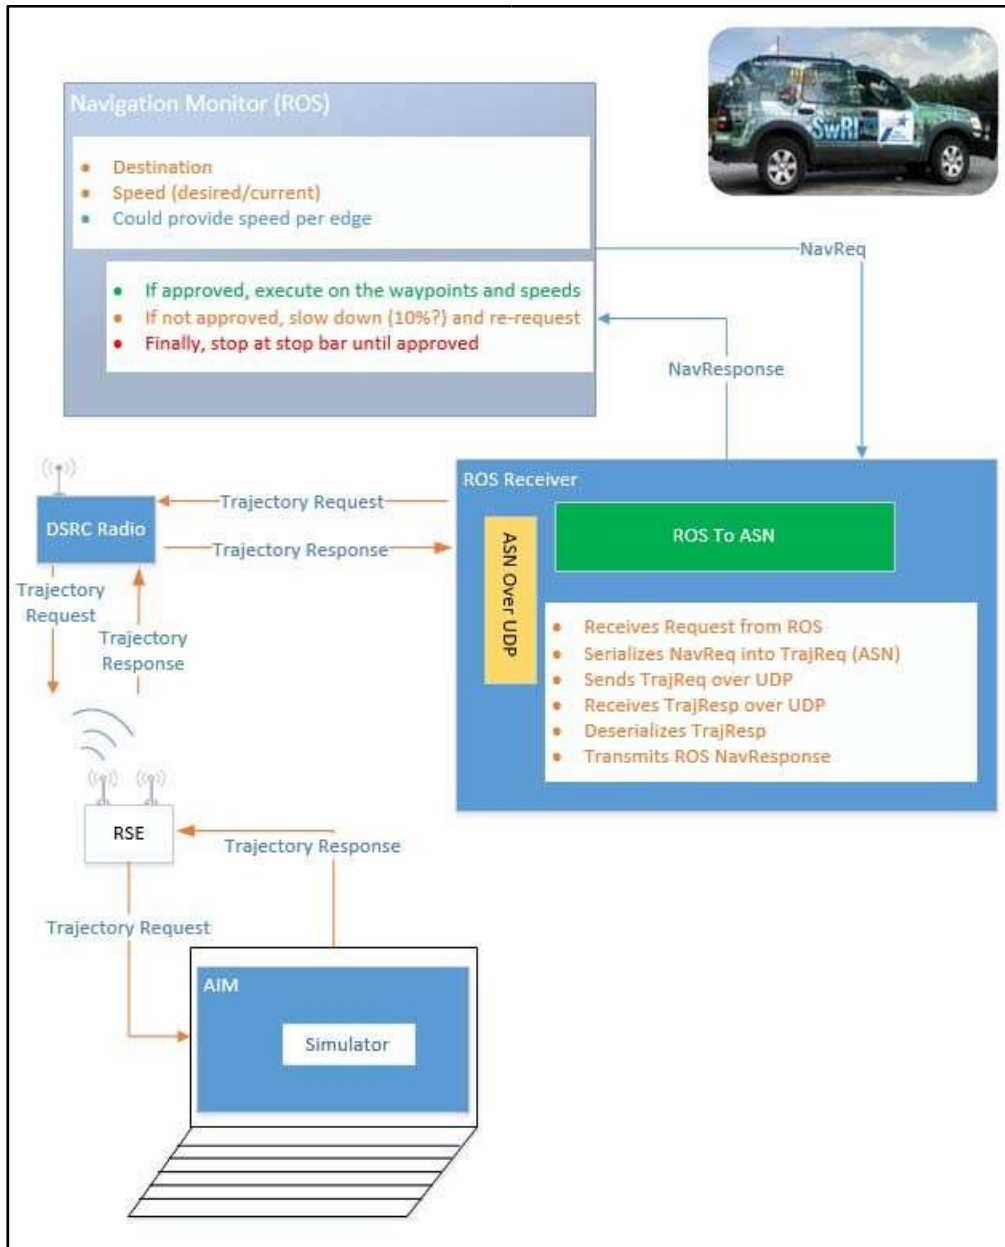 Navigation Monitor (ROS)
Destination
Speed (desired/current)
Could provide speed per edge
If approved, execute on the waypoints and speeds
If not approved, slow down (10%?) and re-request
Finally, stop at stop bar until approved
SwRI
NavReq
NavResponse
DSRC Radio
Trajectory Request
Trajectory Response
Trajectory
Request
Trajectory
Response
ROS Receiver
ASN Over UDP
ROS To ASN
Receives Request from ROS
Serializes NavReq into TrajReq (ASN)
Sends TrajReq over UDP
Receives TrajResp over UDP
Deserializes TrajResp
Transmits ROS NavResponse
RSE
Trajectory Response
Trajectory Request
AIM
Simulator